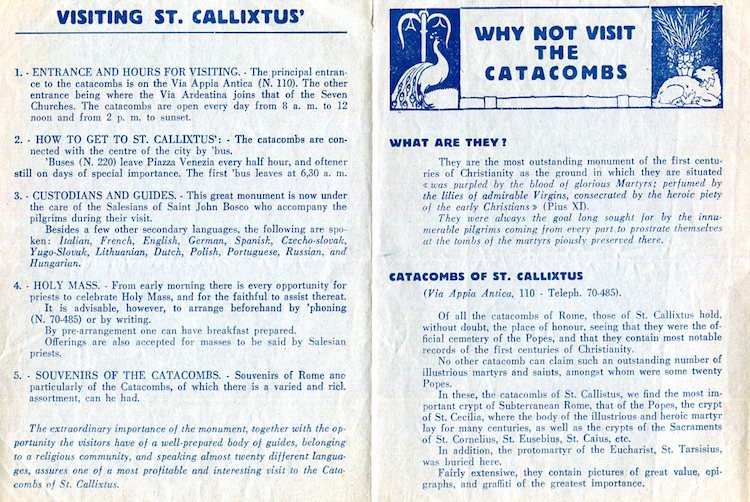 VISITING ST. CALLIXTUS'
1. - ENTRANCE AND HOURS FOR VISITING. - The principal entran-
ce to the catacombs is on the Via Appia Antica (N. 110). The other
entrance being where the Via Ardeatina joins that of the Seven
Churches. The catacombs are open every day from 8 a. m. to 12
noon and from 2 p. m. to sunset.
2. - HOW TO GET TO ST. CALLIXTUS': - The catacombs are con-
nected with the centre of the city by 'bus.
'Buses (N. 220) leave Piazza Venezia every half hour, and oftener
still on days of special importance. The first 'bus leaves at 6,30 a. m.
3. - CUSTODIANS AND GUIDES. - This great monument is now under
the care of the Salesians of Saint John Bosco who accompany the
pilgrims during their visit.
Besides a few other secondary languages, the following are spo-
ken: Italian, French, English, German, Spanish, Czecho-slovak,
Yugo-Slovak, Lithuanian, Dutch, Polish, Portuguese, Russian, and
Hungarian.
4. - HOLY MASS. - From early morning there is every opportunity for
priests to celebrate Holy Mass, and for the faithful to assist thereat.
It is advisable, however, to arrange beforehand by 'phoning
(N. 70-485) or by writing.
By pre-arrangement one can have breakfast prepared.
Offerings are also accepted for masses to be said by Salesian
priests.
5. - SOUVENIRS OF THE CATACOMBS. - Souvenirs of Rome anc
particularly of the Catacombs, of which there is a varied and ricl.
assortment, can be had.
The extraordinary importance of the monument, together with the op-
portunity the visitors have of a well-prepared body of guides, belonging
to a religious community, and speaking almost twenty different langua-
ges, assures one of a most profitable and interesting visit to the Cata-
combs of St. Callixtus.
A
WHY NOT VISIT
THE
CATACOMBS
WHAT ARE THEY?
They are the most outstanding monument of the first centu-
ries of Christianity as the ground in which they are situated
« was purpled by the blood of glorious Martyrs; perfumed by
the lilies of admirable Virgins, consecrated by the heroic piety
of the early Christians » (Pius XI).
They were always the goal long sought for by the innu-
merable pilgrims coming from every part to prostrate themselves
at the tombs of the martyrs piously preserved there.
CATACOMBS OF ST. CALLIXTUS
(Via Appia Antica, 110 - Teleph. 70-485).
Of all the catacombs of Rome, those of St. Callixtus hold,
without doubt, the place of honour, seeing that they were the of-
ficial cemetery of the Popes, and that they contain most notable
records of the first centuries of Christianity.
No other catacomb can claim such an outstanding number of
illustrious martyrs and saints, amongst whom were some twenty
Popes.
In these, the catacombs of St. Callistus, we find the most im-
portant crypt of Subterranean Rome, that of the Popes, the crypt
of St. Cecilia, where the body of the illustrious and heroic martyr
lay for many centuries, as well as the crypts of the Sacraments
of St. Cornelius, St. Eusebius, St. Caius, etc.
In addition, the protomartyr of the Eucharist, St. Tarsisius,
was buried here.
Fairly extensive, they contain pictures of great value, epi-
graphs, and graffiti of the greatest importance.